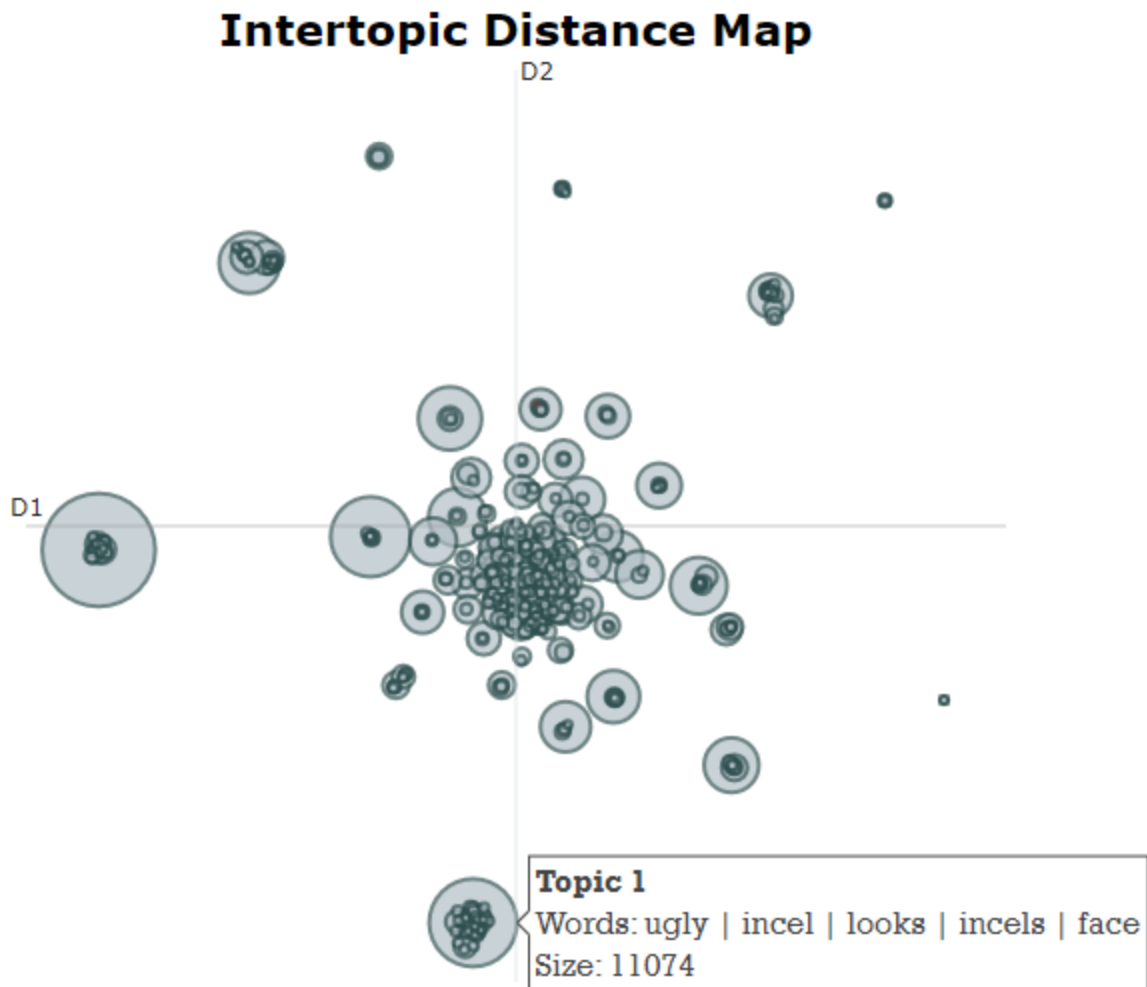 Intertopic Distance Map
D2
D1
Topic 1
Words: ugly | incel | looks | incels | face
Size: 11074